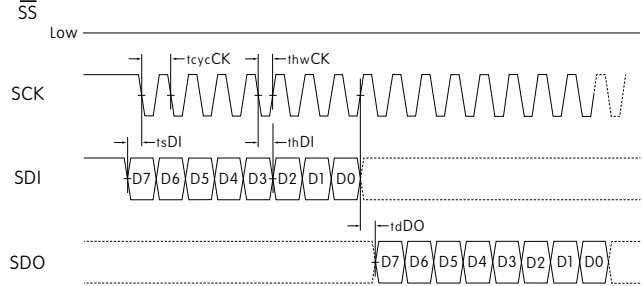 SS
Low
tcycCK
thwCK
SCK
tsDI
thDI
SDI
D7 D6 D5 D4 D3 D2 D1 D0
tdDO
SDO
D7 D6 D5 D4 D3 D2 D1 D0